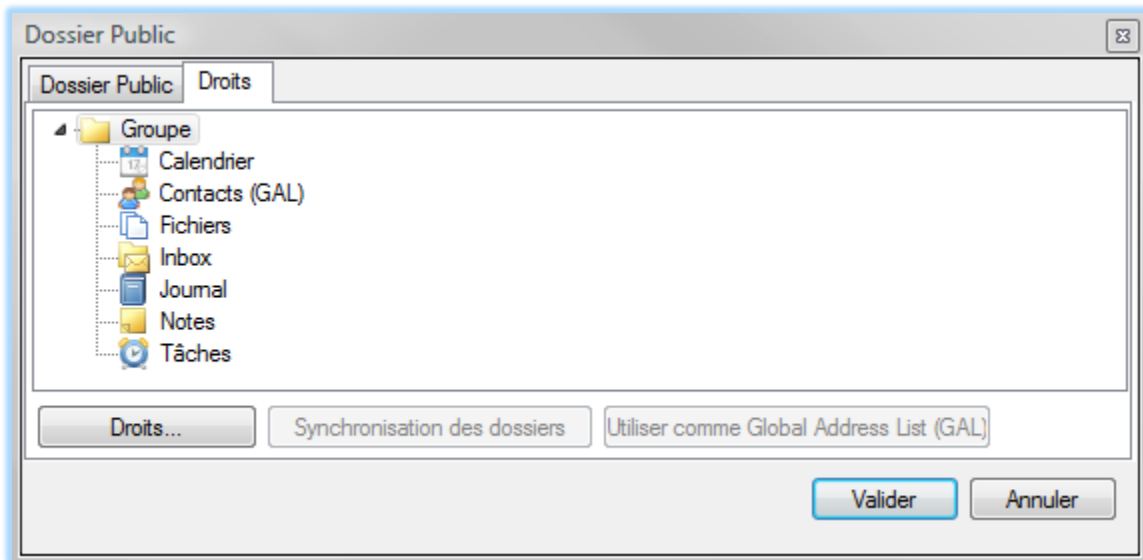 Dossier Public
Dossier Public Droits
Groupe
Calendrier
17
Contacts (GAL)
Fichiers
Inbox
Journal
Notes
Tâches
Droits... Synchronisation des dossiers Utiliser comme Global Address List (GAL)
Valider Annuler